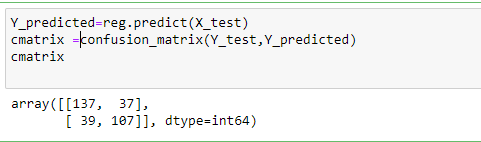 Y_predicted=reg.predict(X_test)
cmatrix =confusion_matrix(Y_test,Y_predicted)
cmatrix
array([[137,  37],
       [ 39, 107]], dtype=int64)